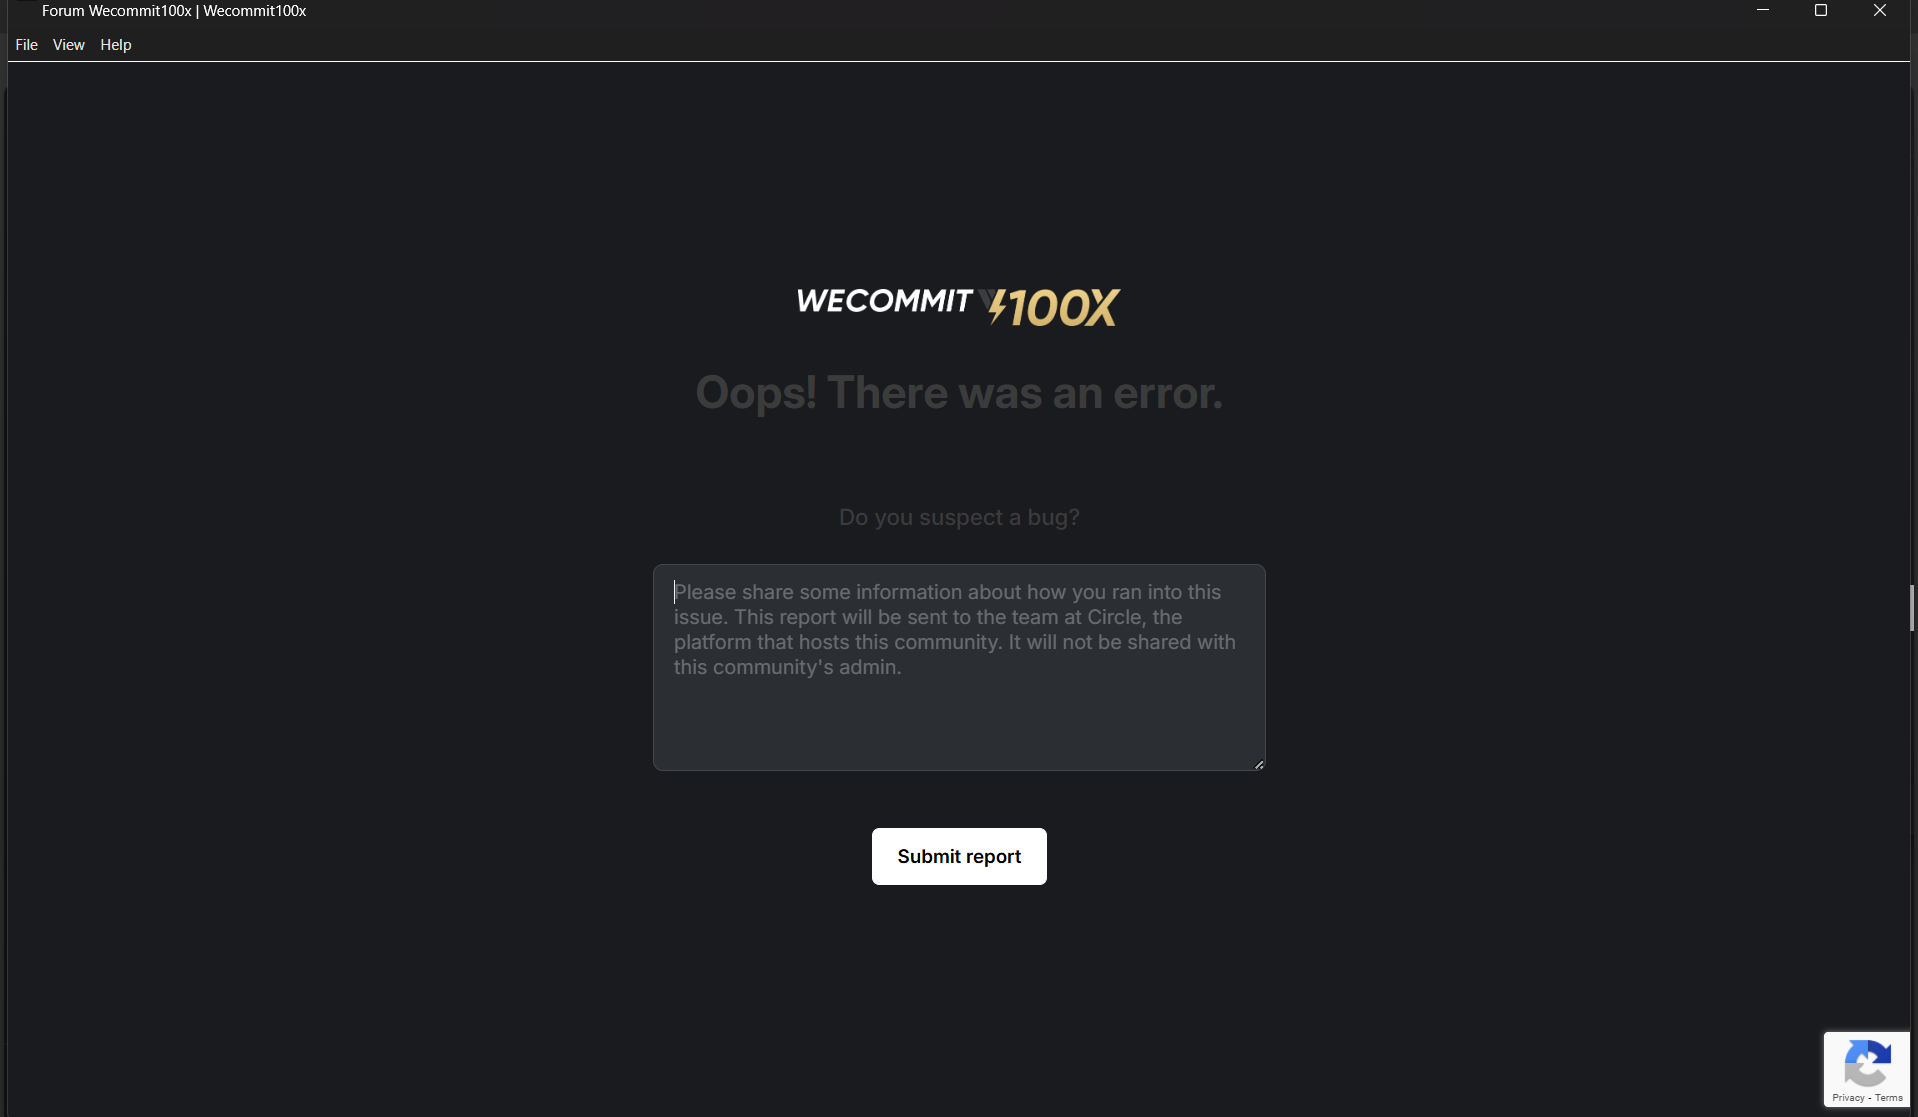 Forum Wecommit100x | Wecommit100x
File View Help
WECOMMIT 100X
Oops! There was an error.
Do you suspect a bug?
Please share some information about how you ran into this
issue. This report will be sent to the team at Circle, the
platform that hosts this community. It will not be shared with
this community's admin.
Submit report
Privacy - Terms